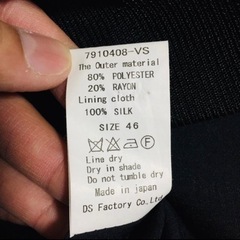 7910408-VS
The Outer material
80% POLYESTER
20% RAYON
Lining cloth
100% SILK
SIZE 46
Line dry
Dry in shade
Do not tumble dry
Made in japan
DS Factory Co.Ltd